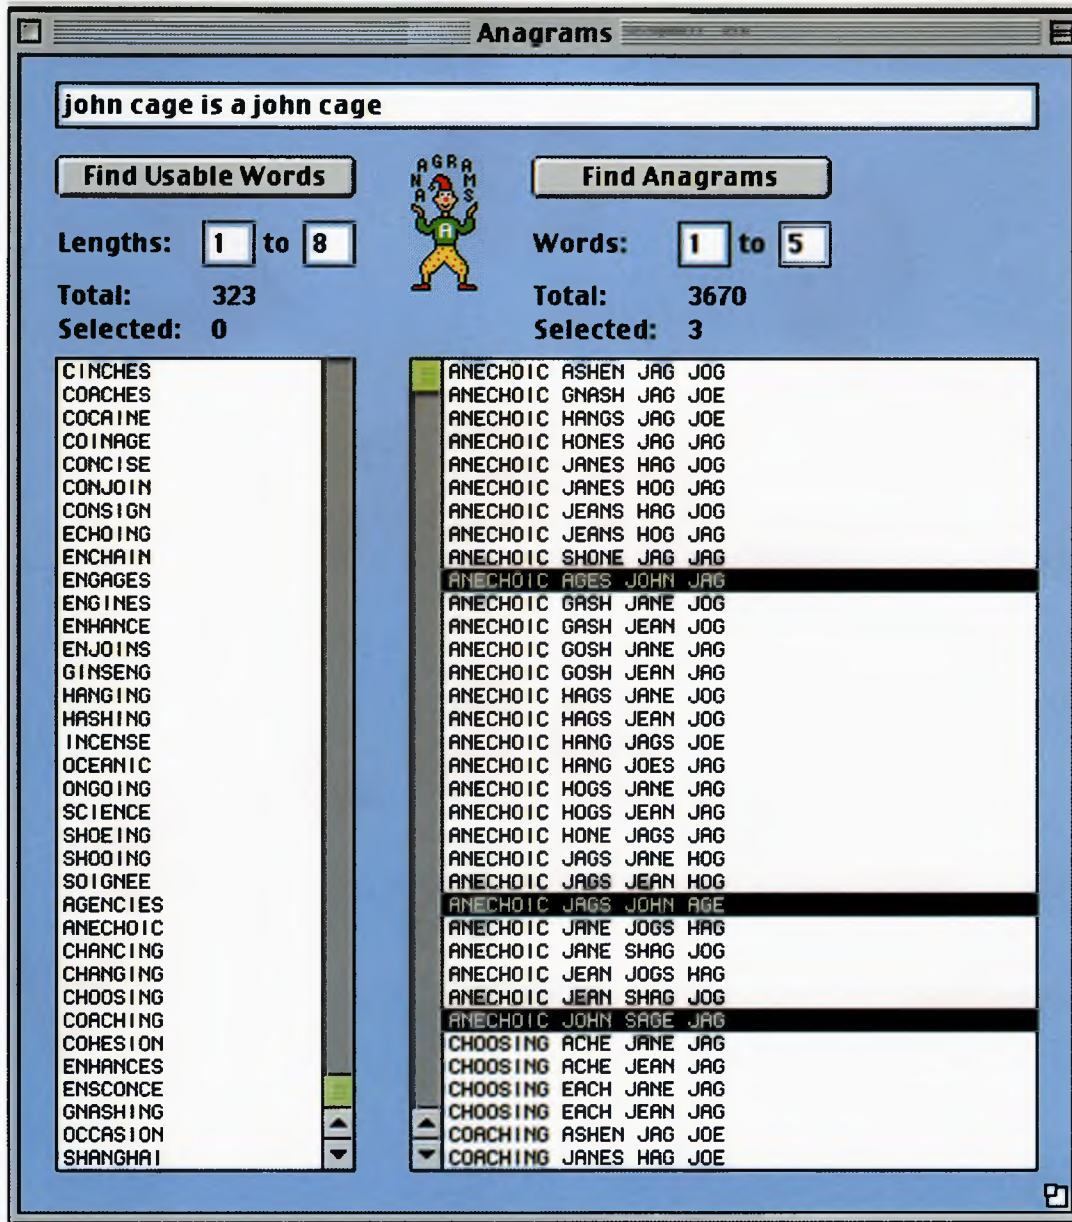 Anagrams
john cage is a john cage
Find Usable Words
ANAGRAMS
A
Find Anagrams
Lengths: 1 to 8
Words: 1 to 5
Total: 323
Total: 3670
Selected: 0
Selected: 3
CINCHES
COACHES
COCAINE
COINAGE
CONCISE
CONJOIN
CONSIGN
ECHOING
ENCHAIN
ENGAGES
ENGINES
ENHANCE
ENJOINS
GINSENG
HANGING
HASHING
INCENSE
OCEANIC
ONGOING
SCIENCE
SHOEING
SHOOING
SOIGNEE
AGENCIES
ANECHOIC
CHANCING
CHANGING
CHOOSING
COACHING
COHESION
ENHANCES
ENSCONCE
GNASHING
OCCASION
SHANGHAI
ANECHOIC ASHEN JAG JOG
ANECHOIC GNASH JAG JOE
ANECHOIC HANGS JAG JOE
ANECHOIC HONES JAG JAG
ANECHOIC JANES HAG JOG
ANECHOIC JANES HOG JAG
ANECHOIC JEANS HAG JOG
ANECHOIC JEANS HOG JAG
ANECHOIC SHONE JAG JAG
ANECHOIC AGES JOHN JAG
ANECHOIC GASH JANE JOG
ANECHOIC GASH JEAN JOG
ANECHOIC GOSH JANE JAG
ANECHOIC GOSH JEAN JAG
ANECHOIC HAGS JANE JOG
ANECHOIC HAGS JEAN JOG
ANECHOIC HANG JAGS JOE
ANECHOIC HANG JOES JAG
ANECHOIC HOGS JANE JAG
ANECHOIC HOGS JEAN JAG
ANECHOIC HONE JAGS JAG
ANECHOIC JAGS JANE HOG
ANECHOIC JAGS JEAN HOG
ANECHOIC JAGS JOHN AGE
ANECHOIC JANE JOGS HAG
ANECHOIC JANE SHAG JOG
ANECHOIC JEAN JOGS HAG
ANECHOIC JEAN SHAG JOG
ANECHOIC JOHN SAGE JAG
CHOOSING ACHE JANE JAG
CHOOSING ACHE JEAN JAG
CHOOSING EACH JANE JAG
CHOOSING EACH JEAN JAG
COACHING ASHEN JAG JOE
COACHING JANES HAG JOE